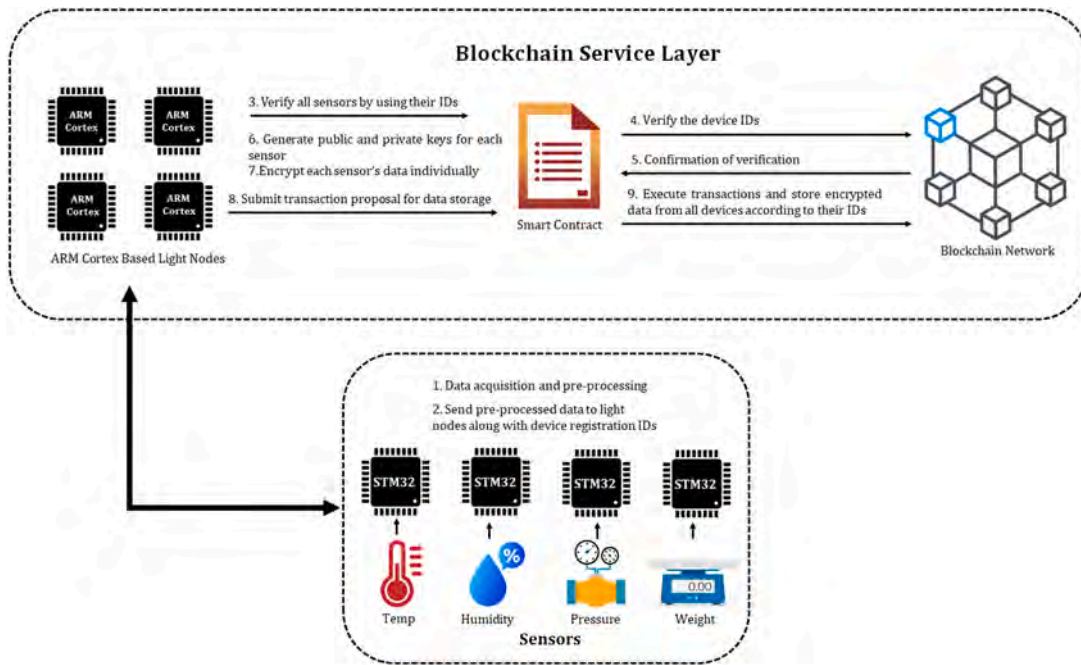 Blockchain Service Layer
ARM
Cortex
ARM
Cortex
ARM
Cortex
ARM
Cortex
ARM Cortex Based Light Nodes
3. Verify all sensors by using their IDs
6. Generate public and private keys for each
sensor
7.Encrypt each sensor's data individually
8. Submit transaction proposal for data storage
Smart Contract
4. Verify the device IDs
5. Confirmation of verification
9. Execute transactions and store encrypted
data from all devices according to their IDs
Blockchain Network
1. Data acquisition and pre-processing
2. Send pre-processed data to light
nodes along with device registration IDs
STM32
STM32
STM32
STM32
%
0.00
Temp
Humidity
Pressure
Weight
Sensors